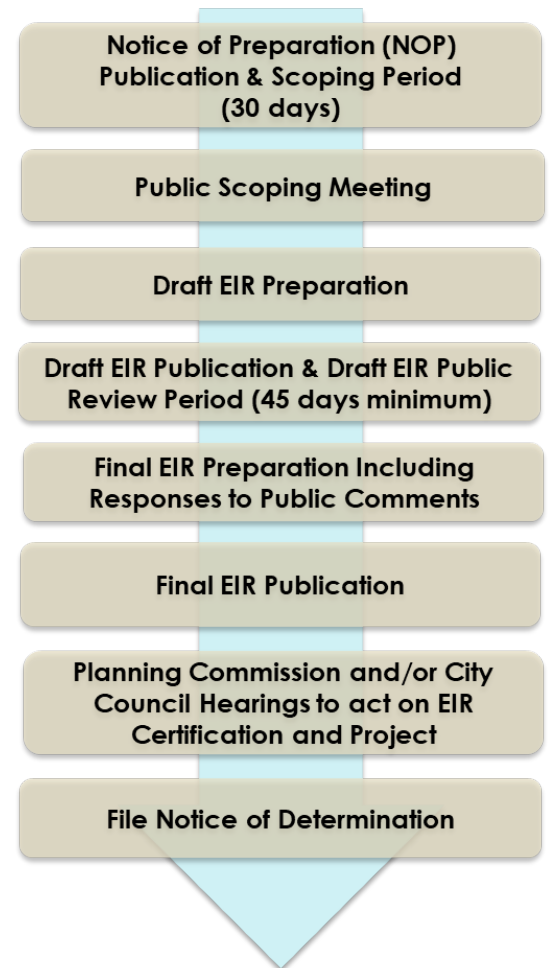 Notice of Preparation (NOP)
Publication & Scoping Period
(30 days)
Public Scoping Meeting
Draft EIR Preparation
Draft EIR Publication & Draft EIR Public
Review Period (45 days minimum)
Final EIR Preparation Including
Responses to Public Comments
Final EIR Publication
Planning Commission and/or City
Council Hearings to act on EIR
Certification and Project
File Notice of Determination